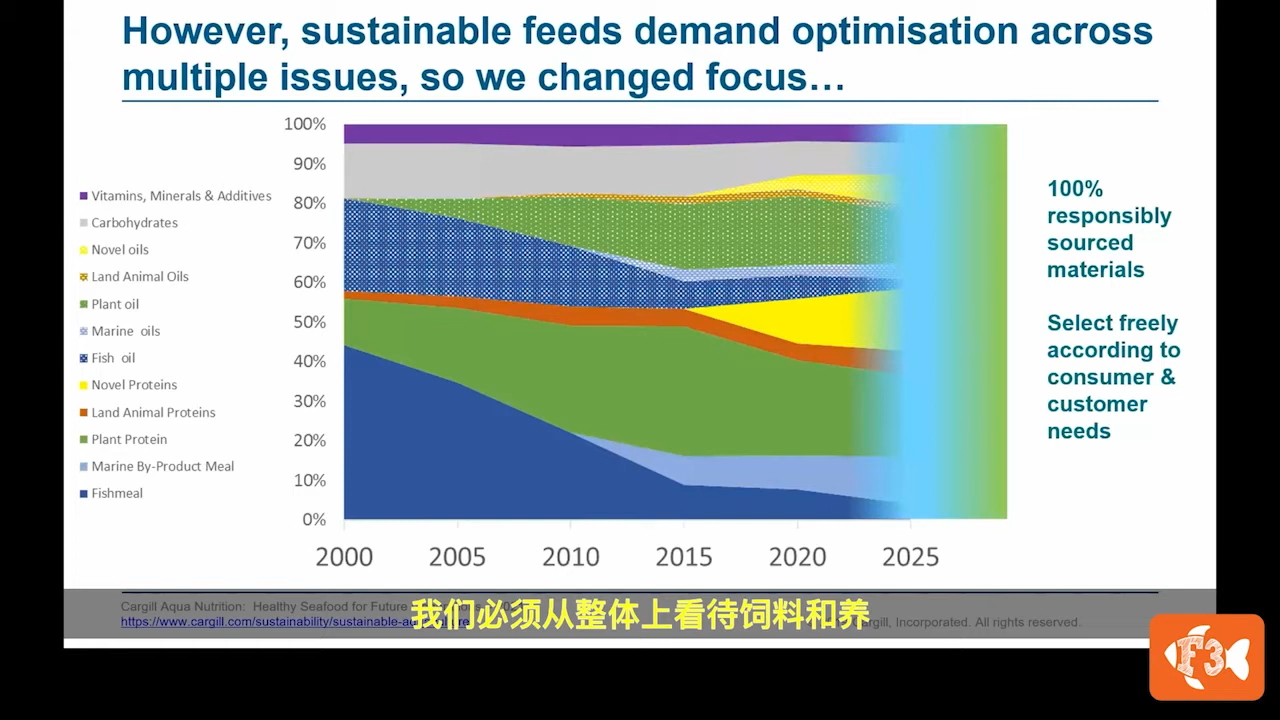 However, sustainable feeds demand optimisation across
multiple issues, so we changed focus…
100%
90%
80%
70%
60%
50%
40%
30%
20%
10%
0%
Vitamins, Minerals & Additives
Carbohydrates
Novel oils
Land Animal Oils
Plant oil
Marine oils
Fish oil
Novel Proteins
Land Animal Proteins
Plant Protein
Marine By-Product Meal
Fishmeal
2000 2005 2010 2015 2020 2025
100%
responsibly
sourced
materials
Select freely
according to
consumer &
customer
needs
Cargill Aqua Nutrition: Healthy Seafood for Future
https://www.cargill.com/sustainability/sustainable-
Incorporated. All rights reserved.
我们必须从整体上看待饲料和养
F3